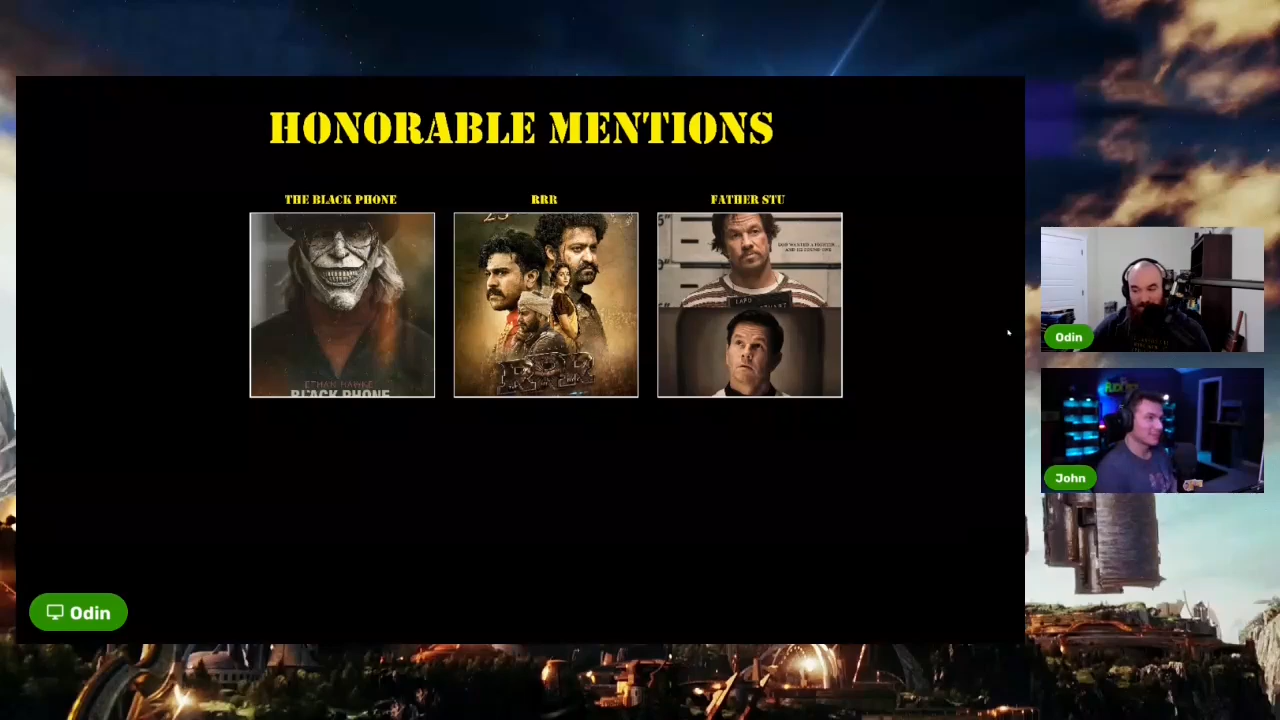 HONORABLE MENTIONS
THE BLACK PHONE
RRR
FATHER STU
ETHAN HAWKE
BLACK PHONE
RRR
Odin
John
Odin